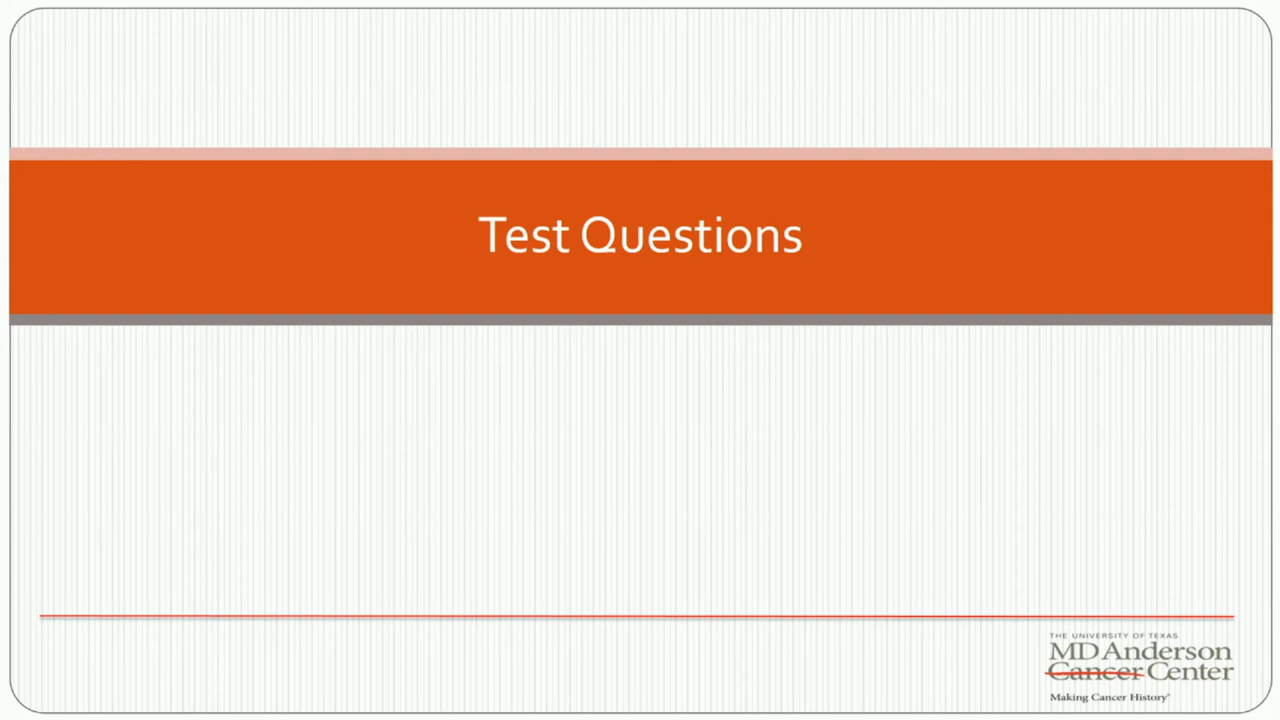 Test Questions
THE UNIVERSITY OF TEXAS
MD Anderson
Cancer Center
Making Cancer History®